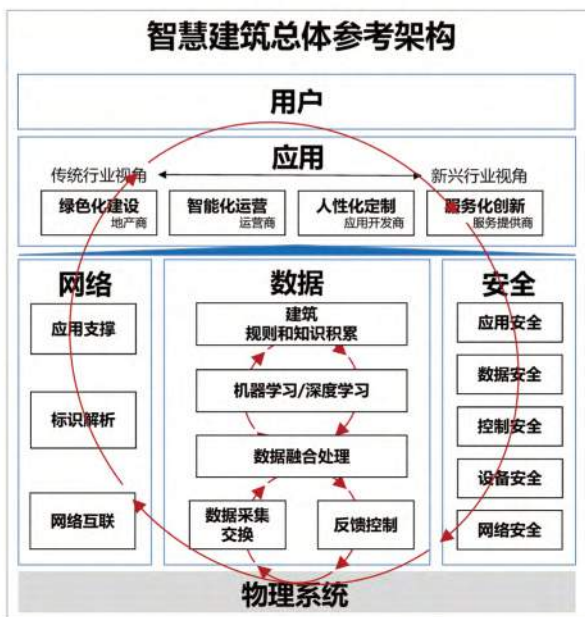 智慧建筑总体参考架构
用户
应用
传统行业视角
新兴行业视角
绿色化建设
地产商
智能化运营
运营商
人性化定制
应用开发商
服务化创新
服务提供商
网络
应用支撑
标识解析
网络互联
数据
建筑
规则和知识积累
机器学习/深度学习
数据融合处理
数据采集
交换
反馈控制
安全
应用安全
数据安全
控制安全
设备安全
网络安全
物理系统